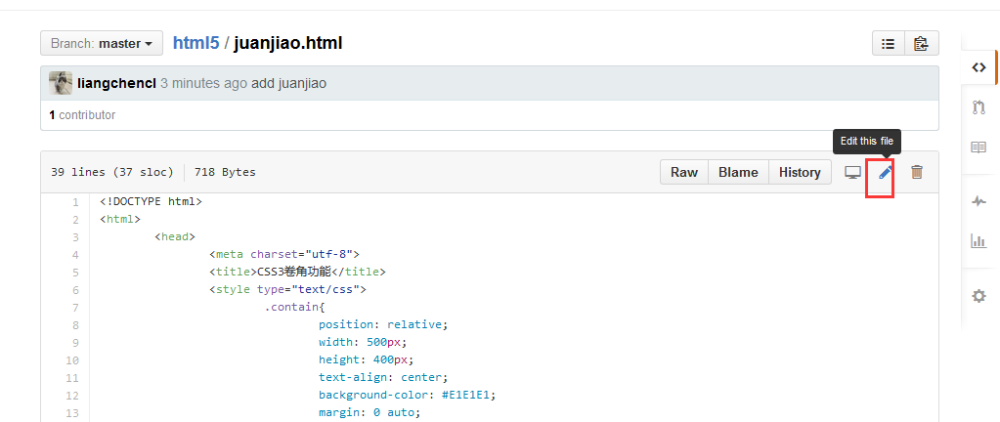 Branch: master
html5 / juanjiao.html
liangchencl 3 minutes ago add juanjiao
1 contributor
Edit this file
39 lines (37 sloc) 718 Bytes Raw Blame History
1 <!DOCTYPE html>
2 <html>
3 <head>
4 <meta charset="utf-8">
5 <title>CSS3卷角功能</title>
6 <style type="text/css">
7 .contain{
8 position: relative;
9 width: 500px;
10 height: 400px;
11 text-align: center;
12 background-color: #E1E1E1;
13 margin: 0 auto;